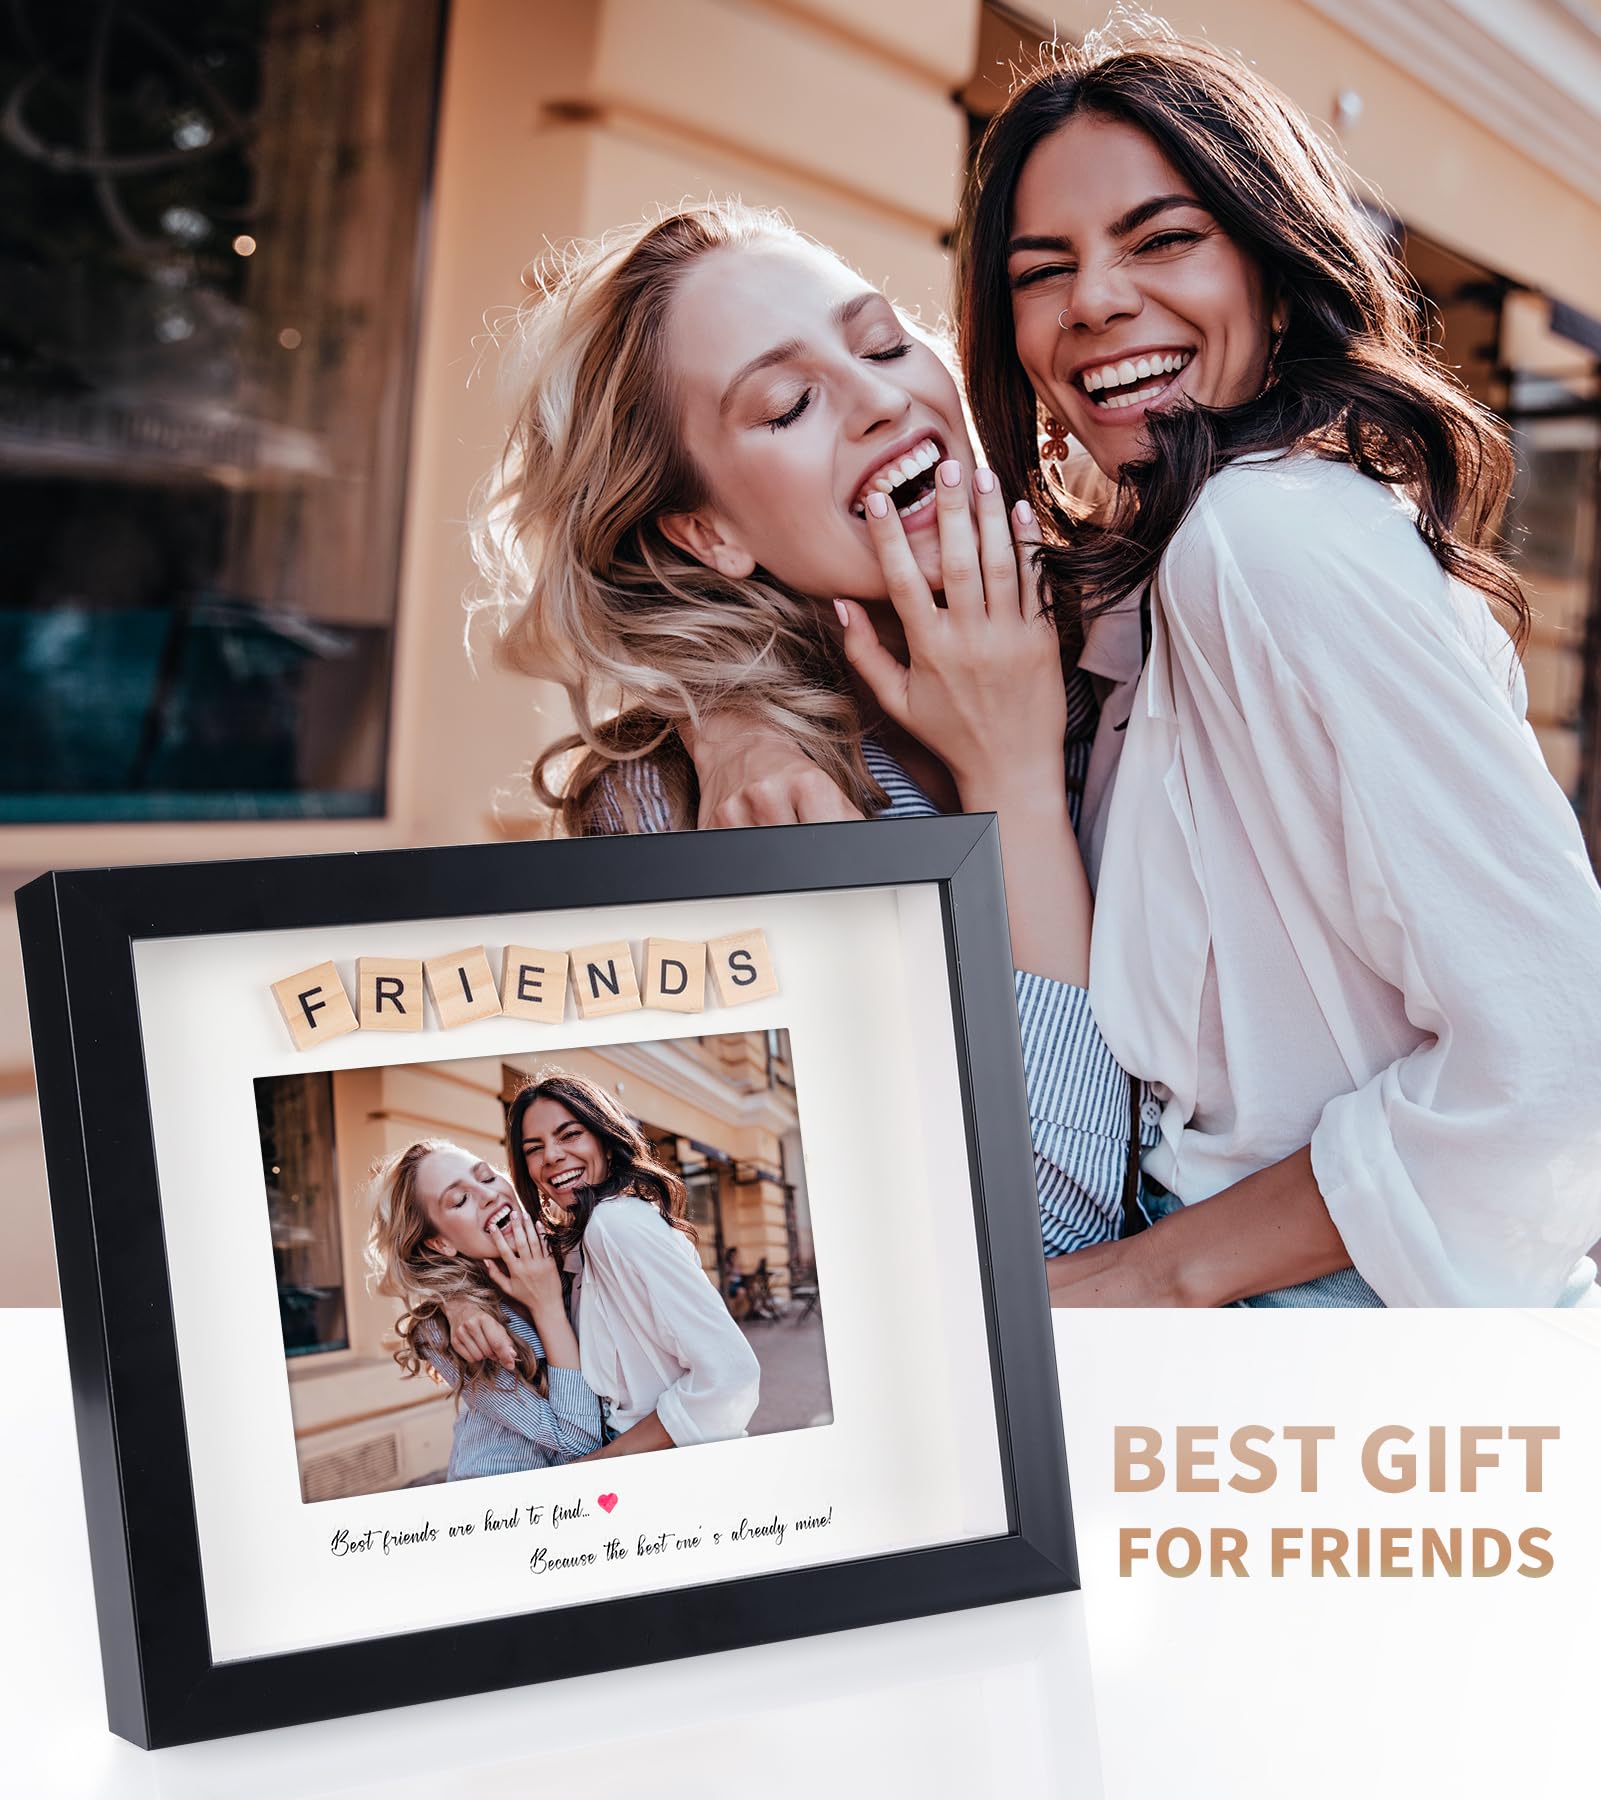 FRIENDS
Best friends are hard to find...
Because the best one' s already mine!
BEST GIFT
FOR FRIENDS